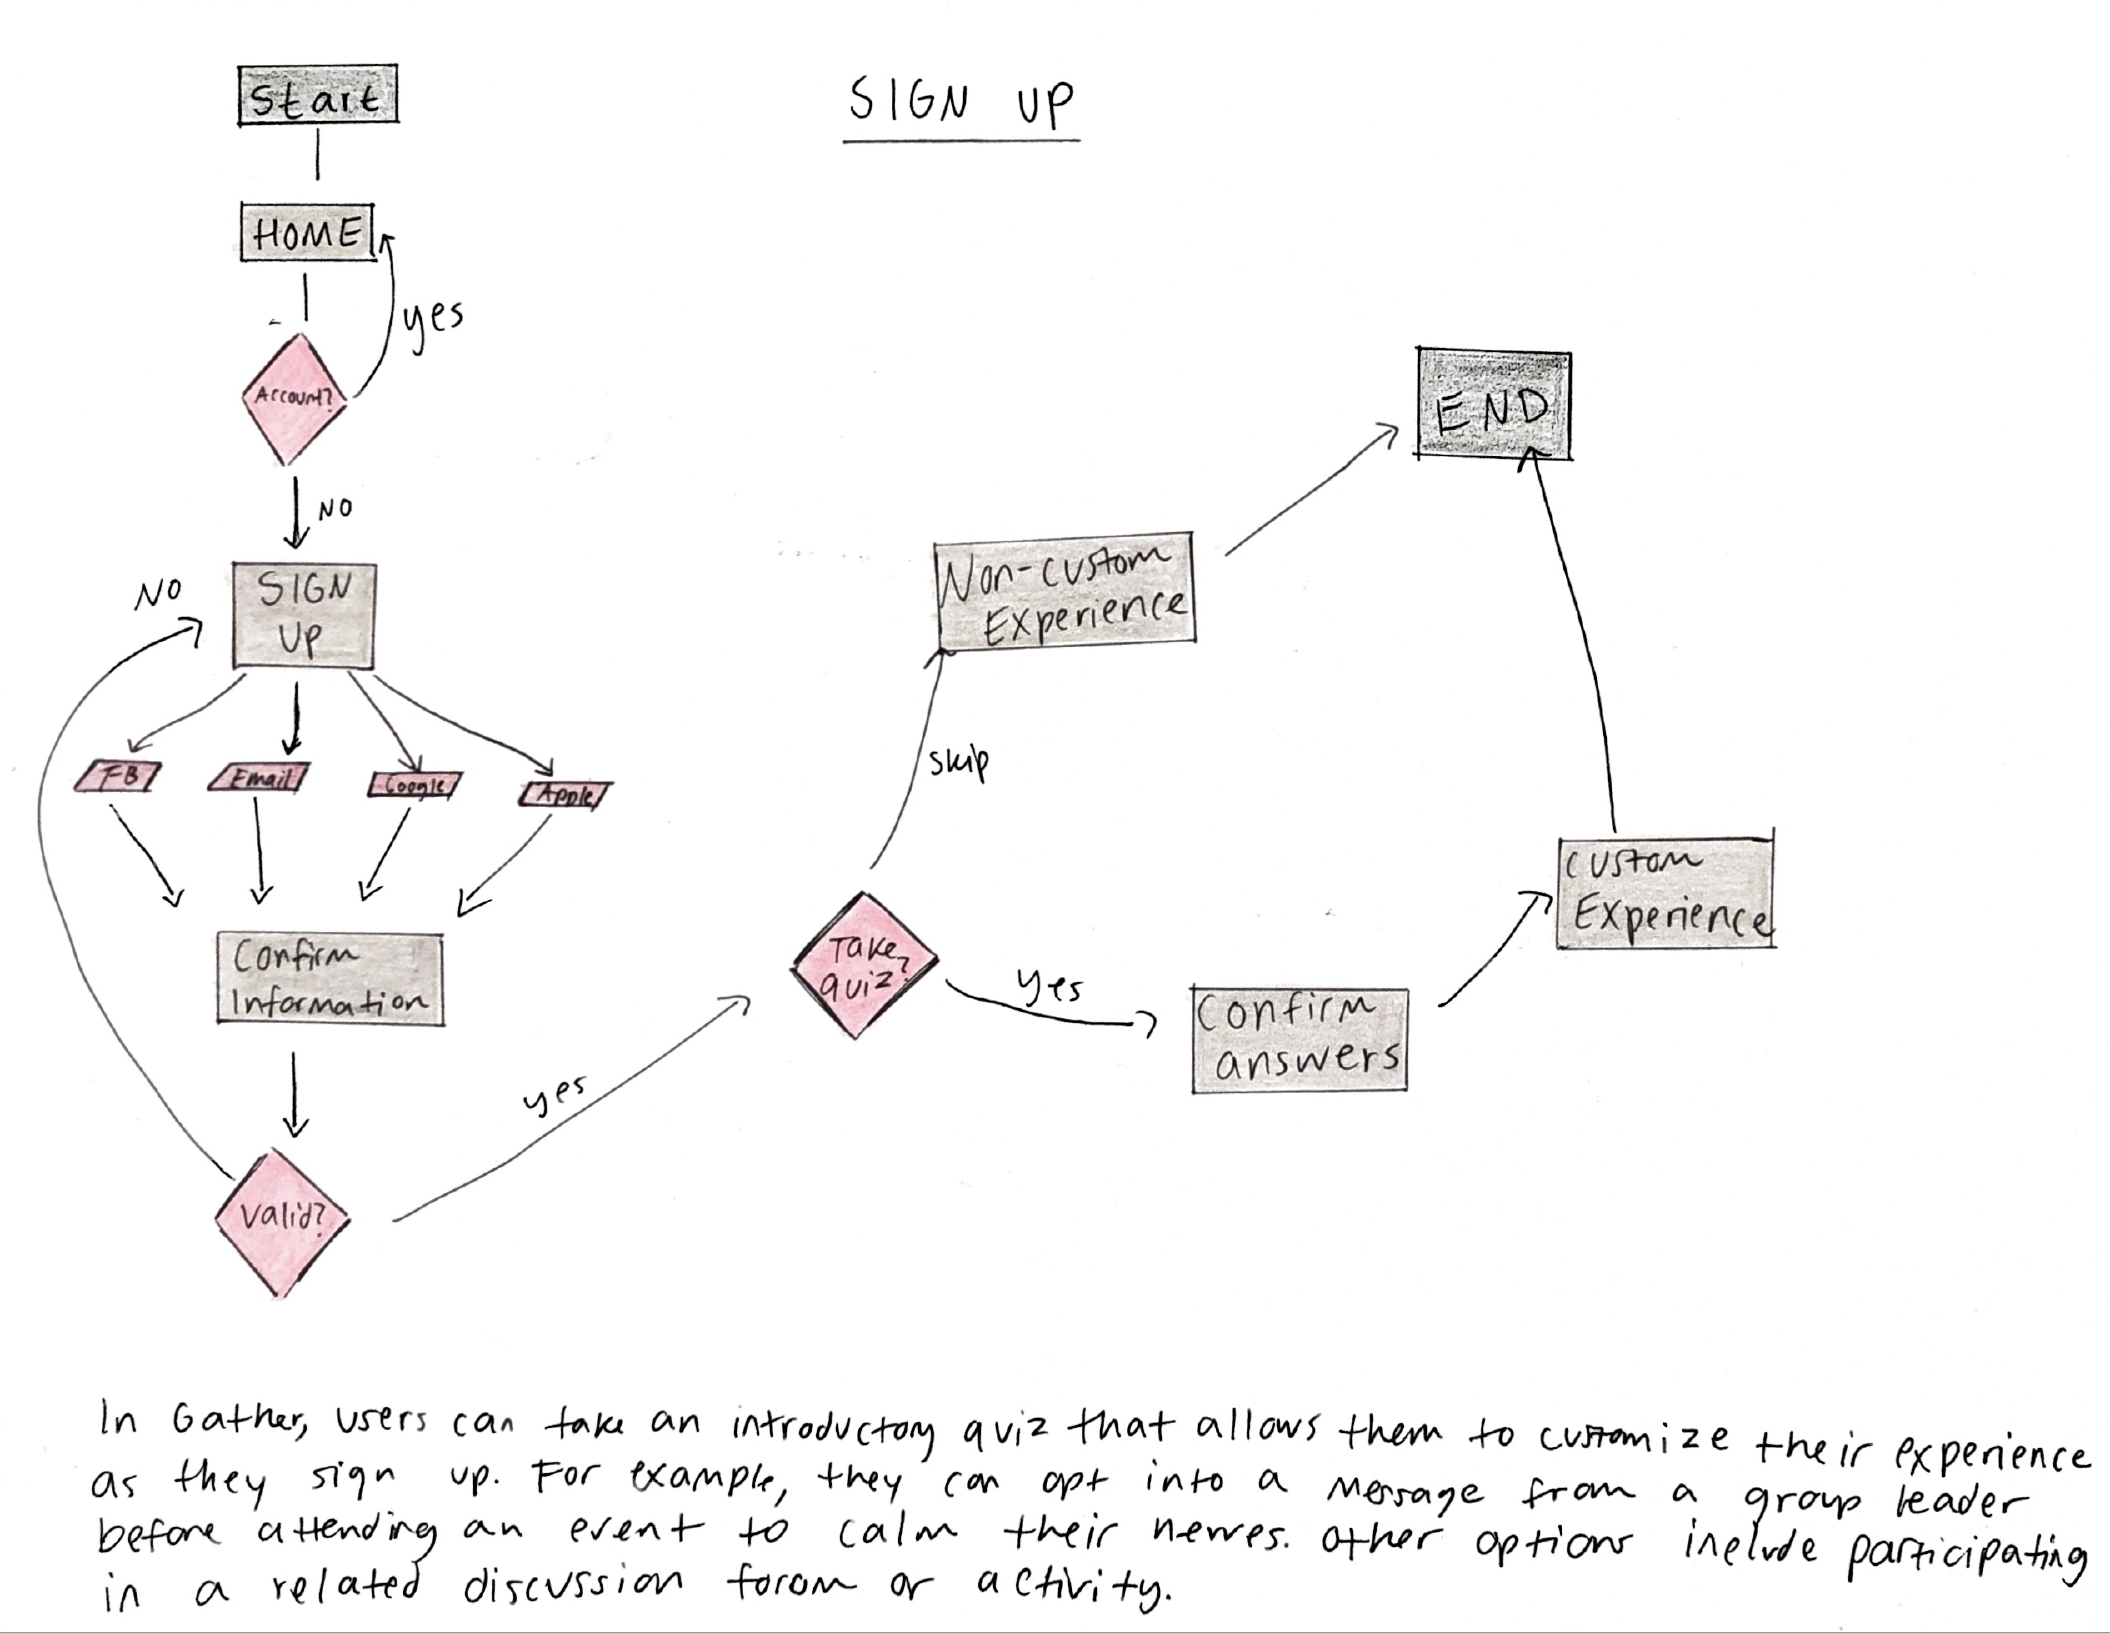 Start
SIGN UP
HOME
yes
Account?
NO
SIGN
UP
NO
FB
Email
Google
Apple
Confirm
Information
Valid?
yes
Take
quiz?
skip
Non-custom
Experience
yes
Confirm
answers
Custom
Experience
END
In Gather, users can take an introductory quiz that allows them to customize their experience
as they sign up. For example, they can opt into a message from a group leader
before attending an event to calm their nerves. Other options include participating
in a related discussion forom or activity.